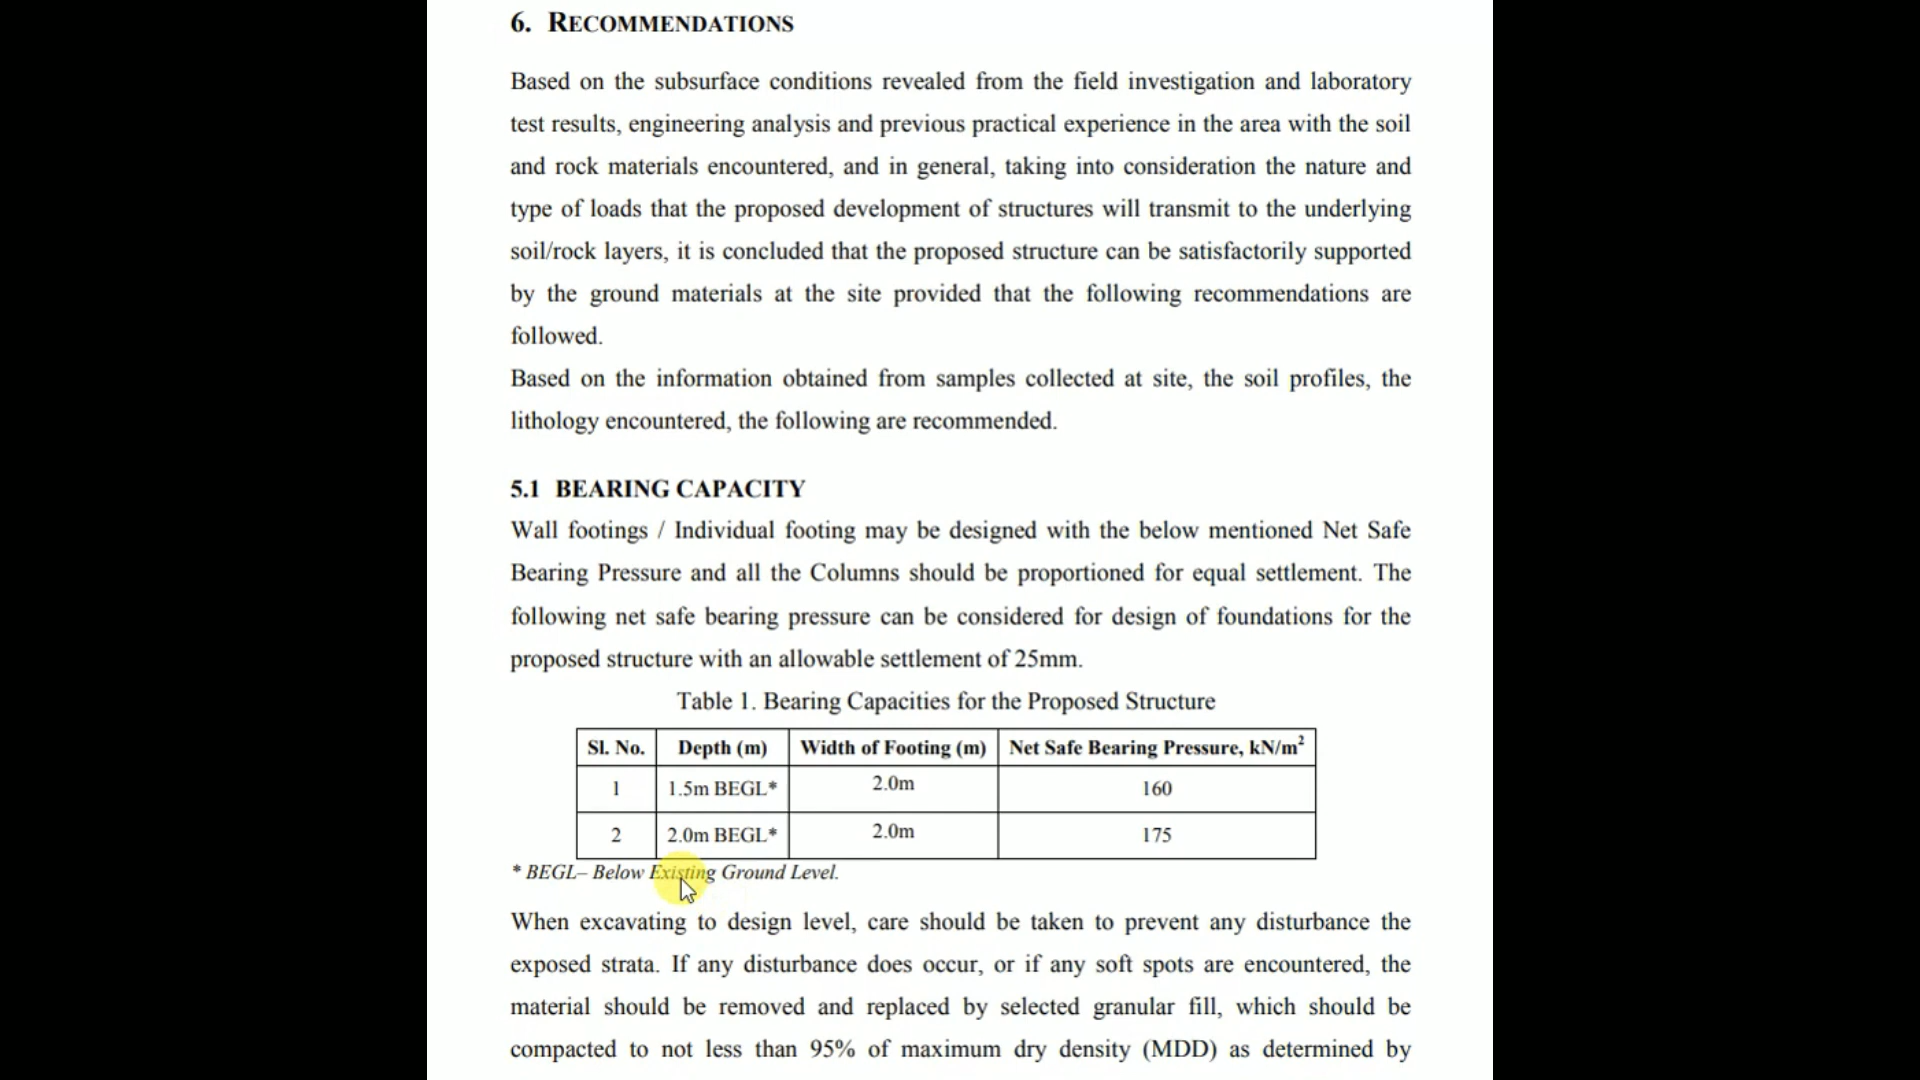 6. RECOMMENDATIONS
Based on the subsurface conditions revealed from the field investigation and laboratory
test results, engineering analysis and previous practical experience in the area with the soil
and rock materials encountered, and in general, taking into consideration the nature and
type of loads that the proposed development of structures will transmit to the underlying
soil/rock layers, it is concluded that the proposed structure can be satisfactorily supported
by the ground materials at the site provided that the following recommendations are
followed.
Based on the information obtained from samples collected at site, the soil profiles, the
lithology encountered, the following are recommended.
5.1 BEARING CAPACITY
Wall footings / Individual footing may be designed with the below mentioned Net Safe
Bearing Pressure and all the Columns should be proportioned for equal settlement. The
following net safe bearing pressure can be considered for design of foundations for the
proposed structure with an allowable settlement of 25mm.
Table 1. Bearing Capacities for the Proposed Structure
Sl. No. Depth (m) Width of Footing (m) Net Safe Bearing Pressure, kN/m²
1 1.5m BEGL* 2.0m 160
2 2.0m BEGL* 2.0m 175
* BEGL– Below Existing Ground Level.
When excavating to design level, care should be taken to prevent any disturbance the
exposed strata. If any disturbance does occur, or if any soft spots are encountered, the
material should be removed and replaced by selected granular fill, which should be
compacted to not less than 95% of maximum dry density (MDD) as determined by